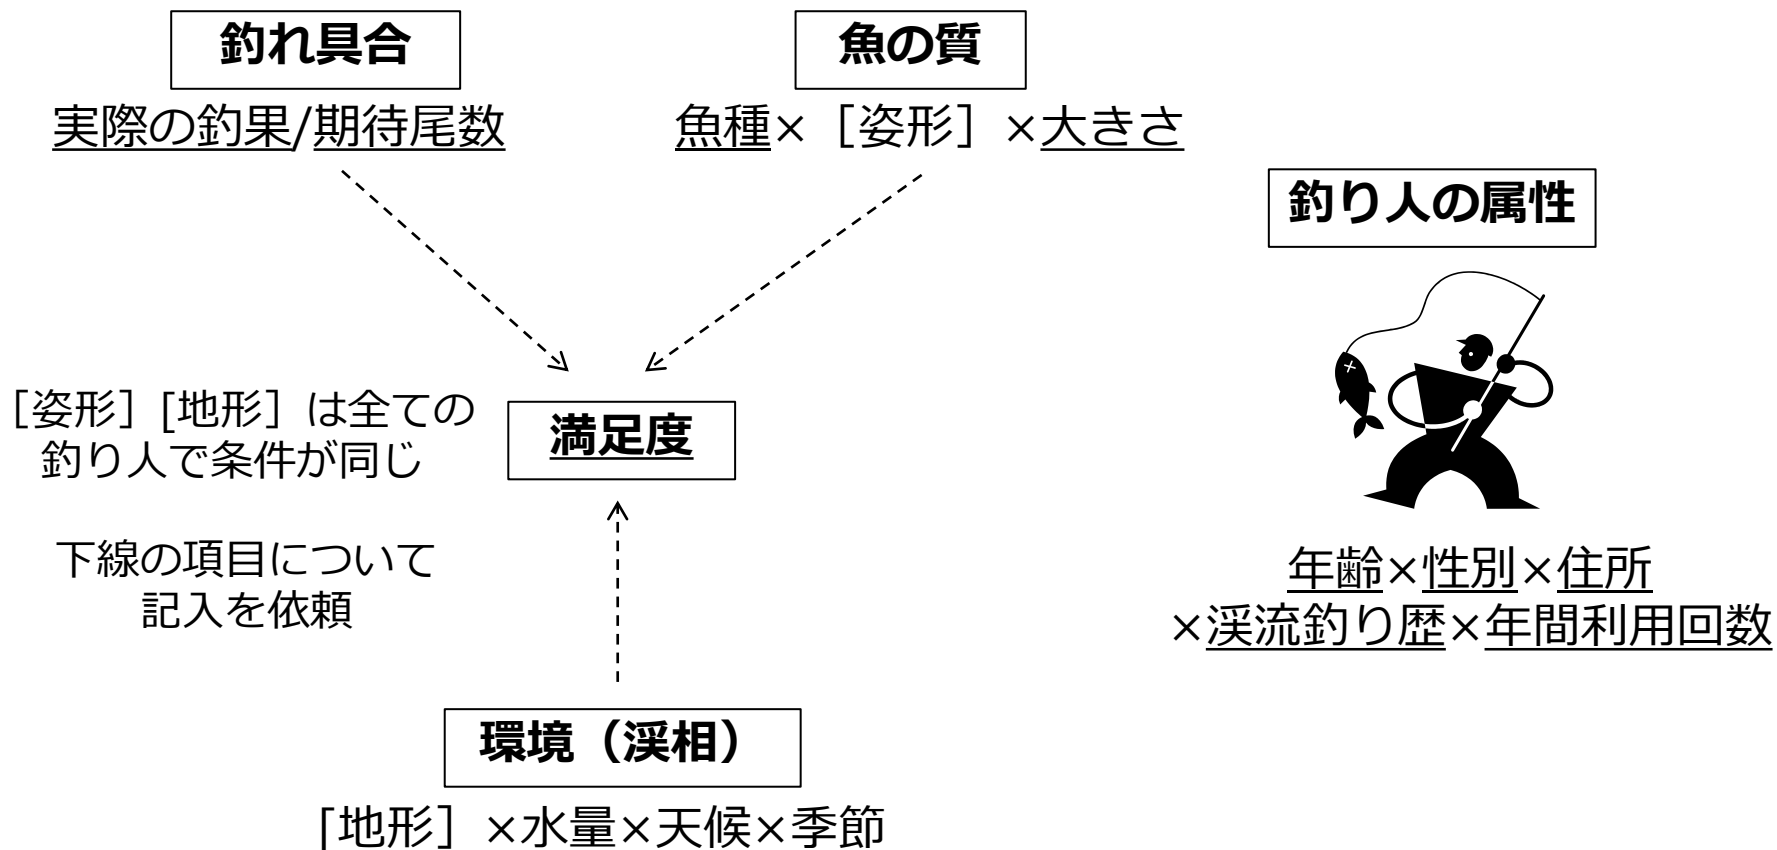 釣れ具合
実際の釣果/期待尾数
魚の質
魚種×［姿形］×大きさ
釣り人の属性
［姿形］[地形］は全ての
釣り人で条件が同じ
満足度
下線の項目について
記入を依頼
年齢×性別×住所
×渓流釣り歴×年間利用回数
環境（渓相）
[地形］×水量×天候×季節